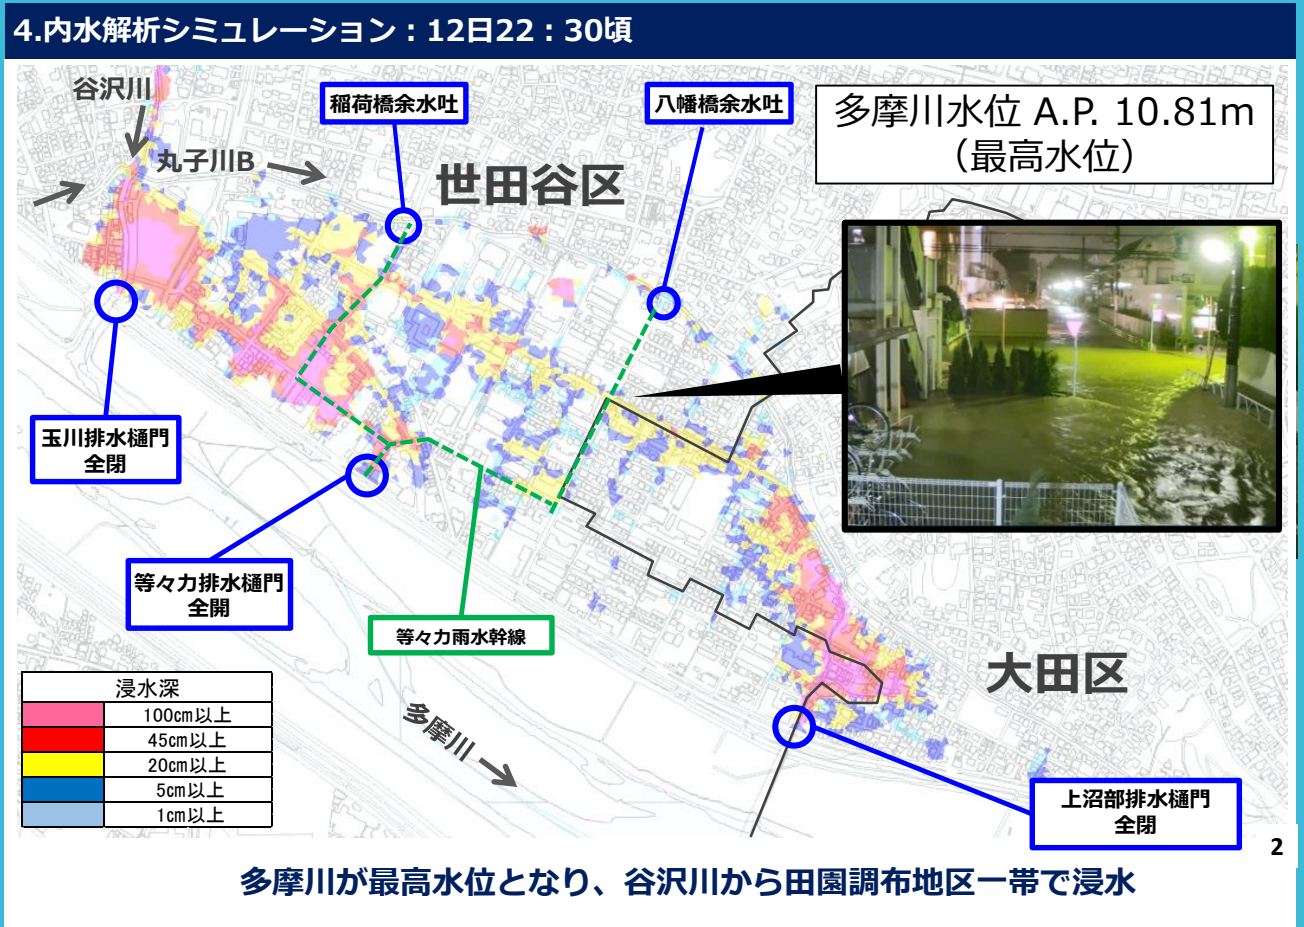 4.内水解析シミュレーション：12日22：30頃
谷沢川
稲荷橋余水吐
八幡橋余水吐
多摩川水位 A.P. 10.81m
（最高水位）
丸子川B
世田谷区
玉川排水樋門
全閉
等々力排水樋門
全開
等々力雨水幹線
大田区
浸水深
100cm以上
45cm以上
20cm以上
5cm以上
1cm以上
多摩川
上沼部排水樋門
全閉
2
多摩川が最高水位となり、谷沢川から田園調布地区一帯で浸水